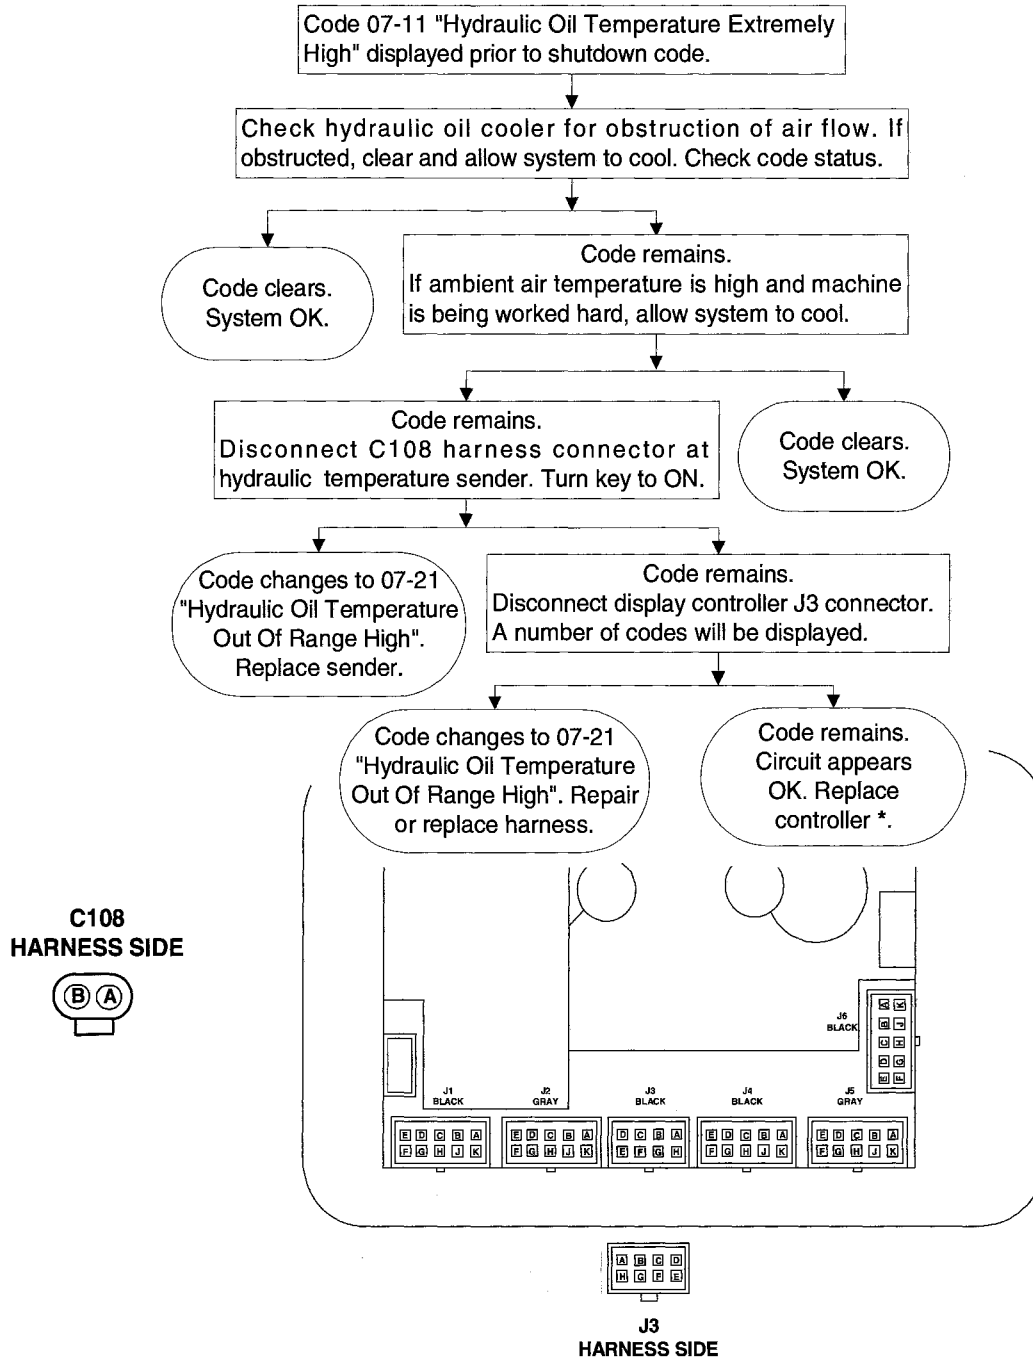 Code 07-11 "Hydraulic Oil Temperature Extremely
High" displayed prior to shutdown code.
Check hydraulic oil cooler for obstruction of air flow. If
obstructed, clear and allow system to cool. Check code status.
Code clears.
System OK.
Code remains.
If ambient air temperature is high and machine
is being worked hard, allow system to cool.
Code remains.
Disconnect C108 harness connector at
hydraulic temperature sender. Turn key to ON.
Code clears.
System OK.
Code changes to 07-21
"Hydraulic Oil Temperature
Out Of Range High".
Replace sender.
Code remains.
Disconnect display controller J3 connector.
A number of codes will be displayed.
Code changes to 07-21
"Hydraulic Oil Temperature
Out Of Range High". Repair
or replace harness.
Code remains.
Circuit appears
OK. Replace
controller *.
C108
HARNESS SIDE
B A
J6
BLACK
E D C B A
F G H J K
J1
BLACK
E D C B A
F G H J K
J2
GRAY
E D C B A
F G H J K
J3
BLACK
D C B A
E F G H
J4
BLACK
E D C B A
F G H J K
J5
GRAY
E D C B A
F G H J K
A B C D
H G F E
J3
HARNESS SIDE